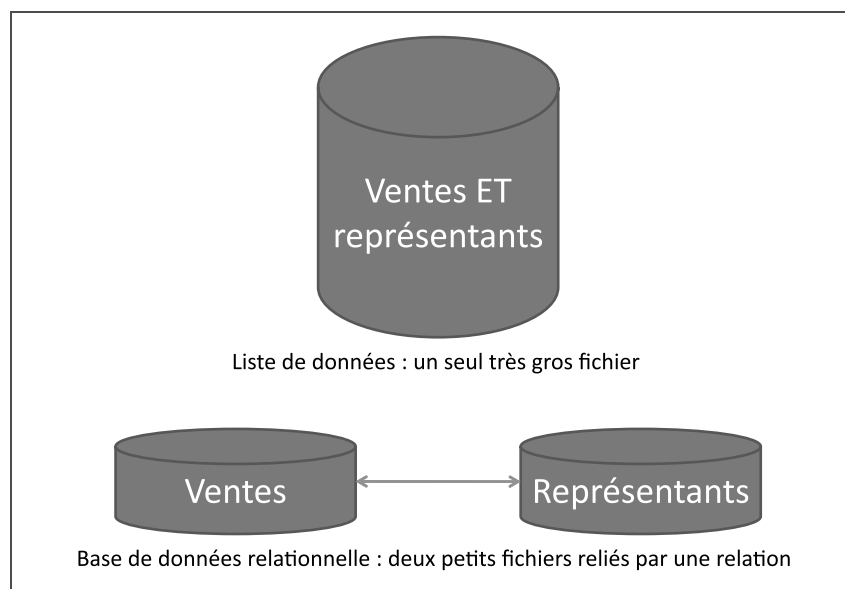 Ventes ET
représentants
Liste de données : un seul très gros fichier
Ventes
Représentants
Base de données relationnelle : deux petits fichiers reliés par une relation